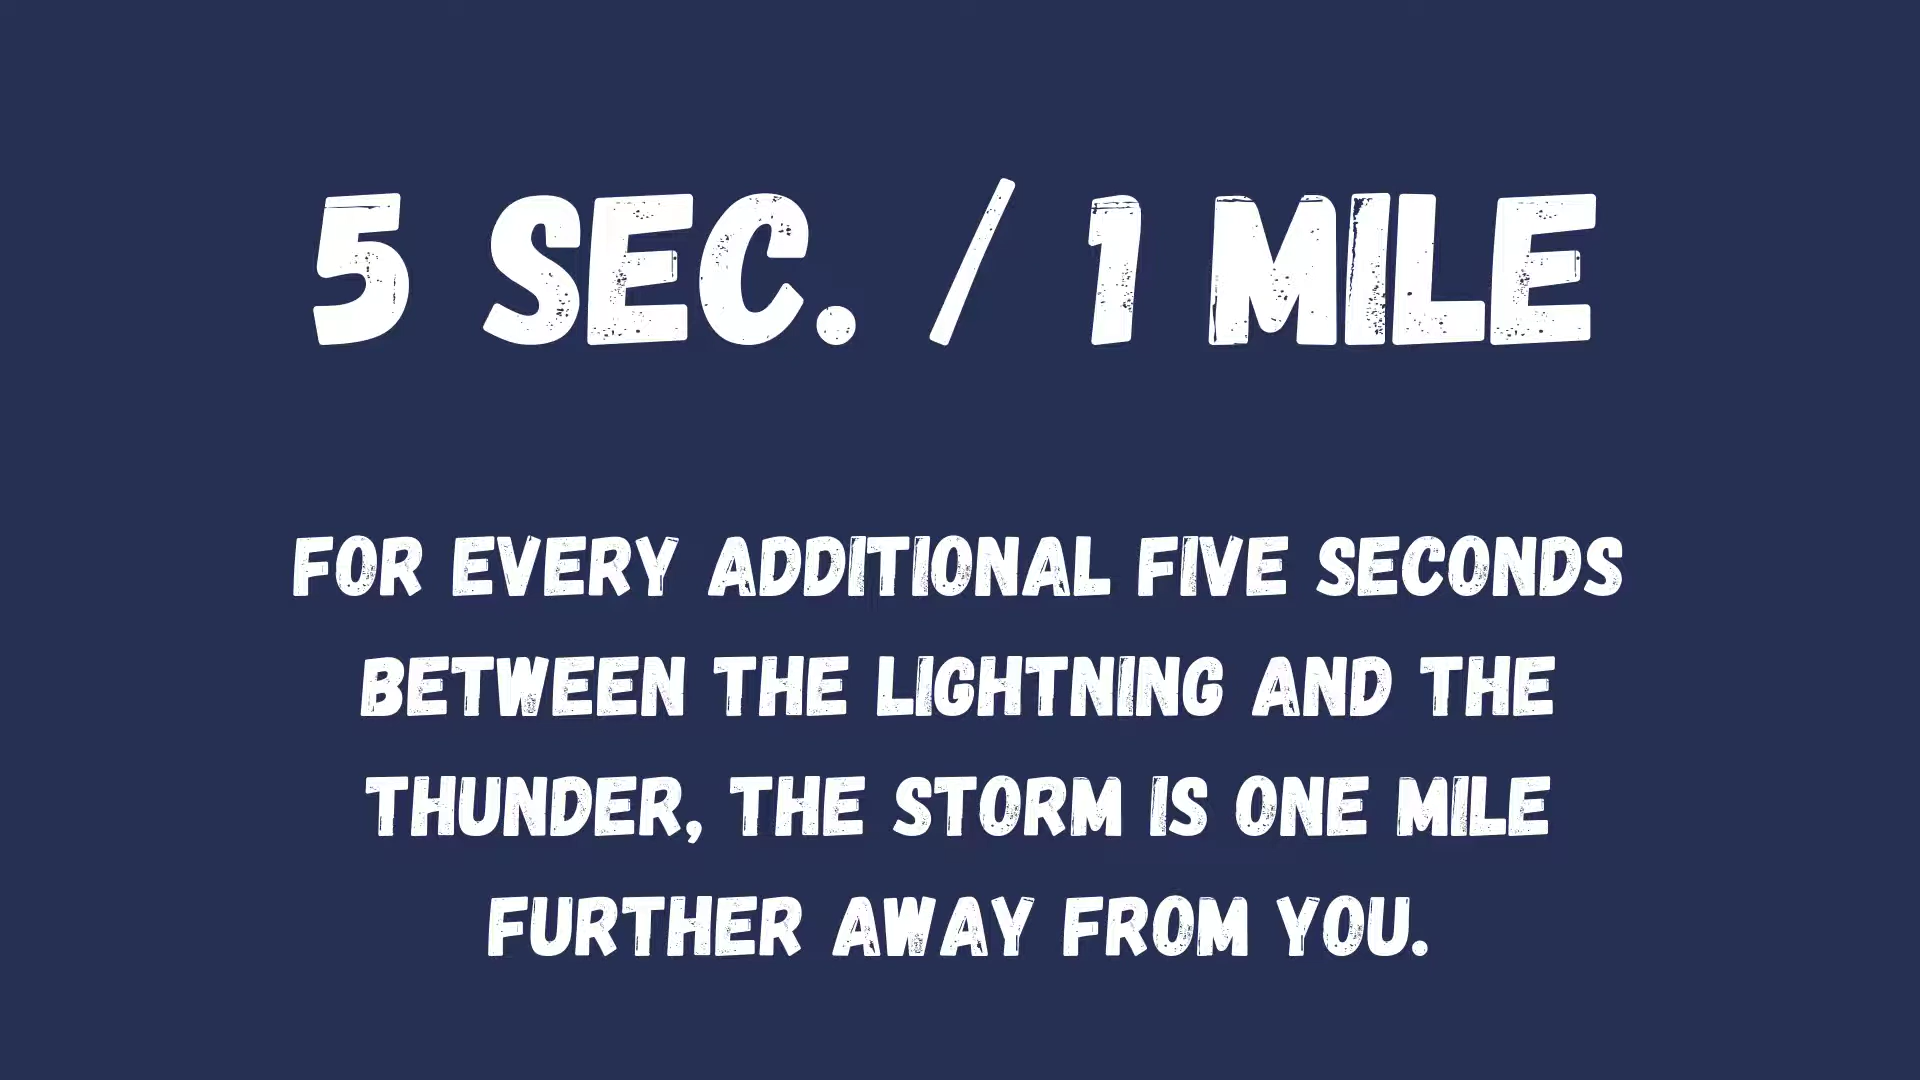 5 SEC. / 1 MILE
FOR EVERY ADDITIONAL FIVE SECONDS
BETWEEN THE LIGHTNING AND THE
THUNDER, THE STORM IS ONE MILE
FURTHER AWAY FROM YOU.